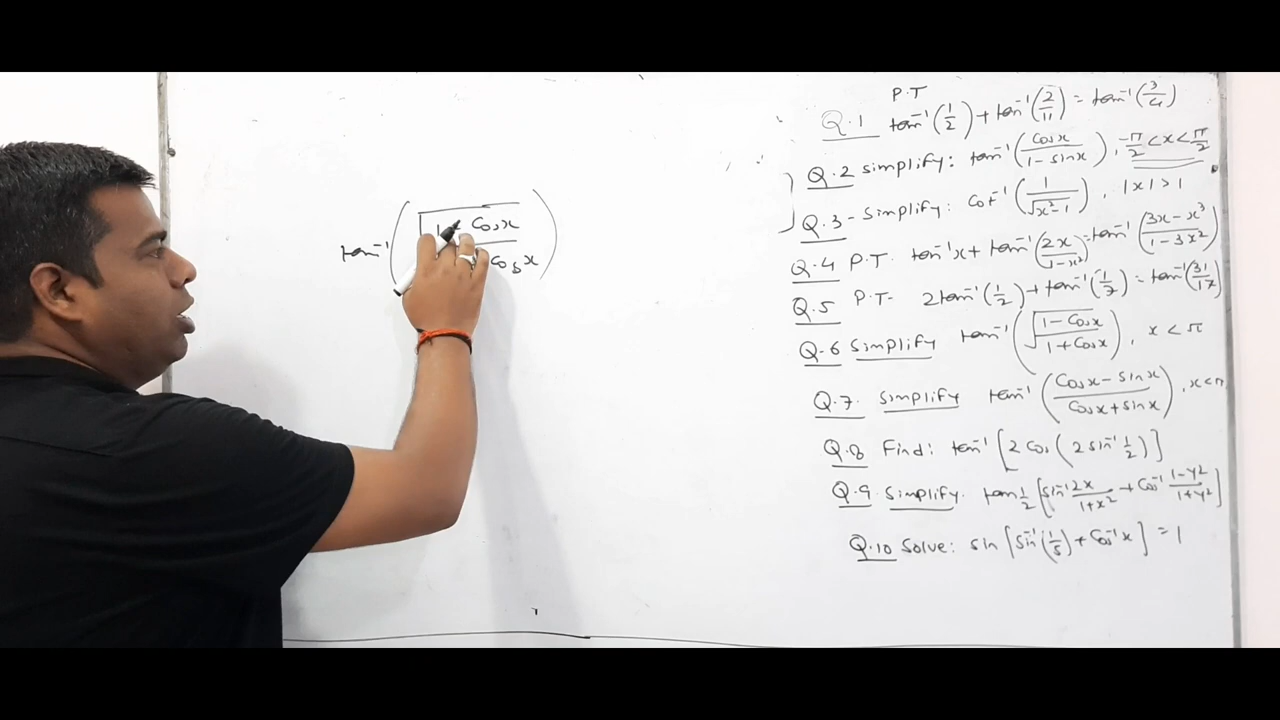 tan⁻¹ (√(1 cosx / cosx))
P.T
Q.1 tan⁻¹(1/2) + tan⁻¹(2/11) = tan⁻¹(3/4)
Q.2 simplify: tan⁻¹(cosx / 1 - sinx), -π/2 < x < π/2
Q.3 - Simplify: cot⁻¹(1 / √(x²-1)), |x| > 1
Q.4 P.T. tan⁻¹x + tan⁻¹(2x / 1-x²) = tan⁻¹(3x - x³ / 1 - 3x²)
Q.5 P.T- 2tan⁻¹(1/2) + tan⁻¹(1/7) = tan⁻¹(31/17)
Q.6 Simplify tan⁻¹(√(1 - Cosx / 1 + Cosx)), x < π
Q.7 Simplify tan⁻¹(Cosx - sinx / Cosx + sinx), x < π
Q.8 Find: tan⁻¹[2 Cos(2 sin⁻¹ 1/2)]
Q.9 Simplify. tan 1/2 [sin⁻¹ 2x / 1+x² + Cos⁻¹ 1-y² / 1+y²]
Q.10 Solve: sin [sin⁻¹(1/5) + Cos⁻¹x] = 1